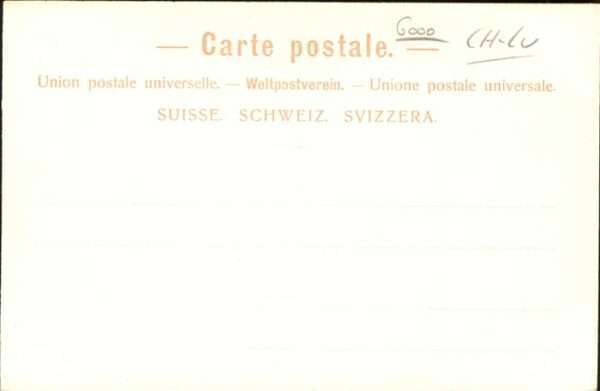 — Carte postale. — 6000 CH-LU
Union postale universelle. — Weltpostverein. — Unione postale universale.
SUISSE. SCHWEIZ. SVIZZERA.